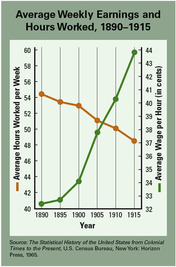 Average Weekly Earnings and
Hours Worked, 1890–1915
Average Hours Worked per Week
60
58
56
54
52
50
48
46
44
42
40
44
43
42
41
40
39
38
37
36
35
34
33
32
Average Wage per Hour (in cents)
1890 1895 1900 1905 1910 1915
Year
Source: The Statistical History of the United States from Colonial
Times to the Present, U.S. Census Bureau, New York: Horizon
Press, 1965.